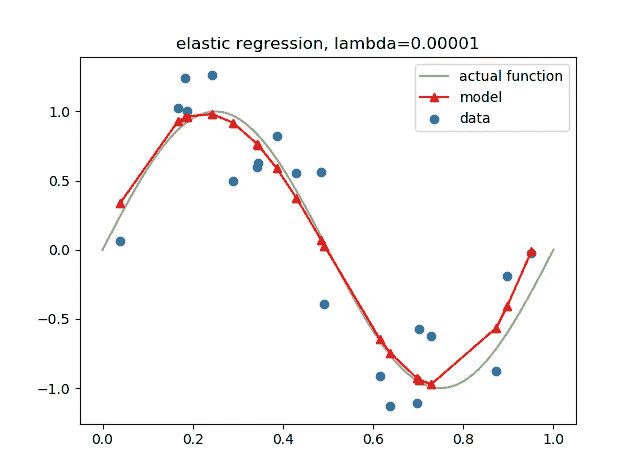 elastic regression, lambda=0.00001
actual function
model
data
1.0
0.5
0.0
−0.5
−1.0
0.0 0.2 0.4 0.6 0.8 1.0